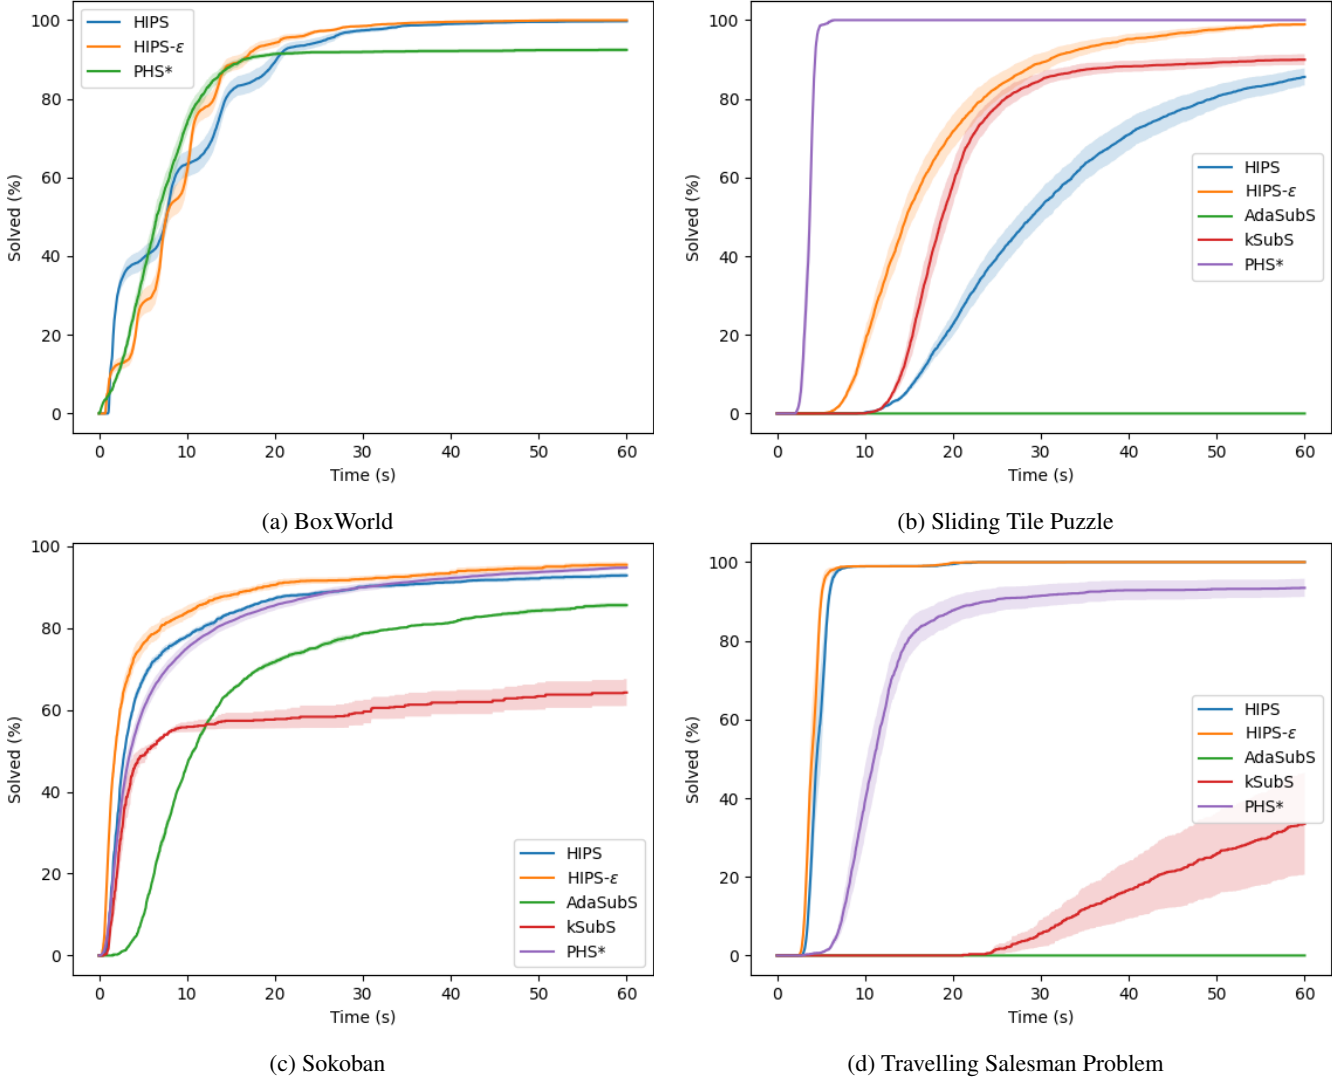 HIPS
HIPS-ε
PHS*
100
80
60
40
20
0
Solved (%)
0 10 20 30 40 50 60
Time (s)
(a) BoxWorld
HIPS
HIPS-ε
AdaSubS
kSubS
PHS*
100
80
60
40
20
0
Solved (%)
0 10 20 30 40 50 60
Time (s)
(b) Sliding Tile Puzzle
100
80
60
40
20
0
Solved (%)
HIPS
HIPS-ε
AdaSubS
kSubS
PHS*
0 10 20 30 40 50 60
Time (s)
(c) Sokoban
100
80
60
40
20
0
Solved (%)
HIPS
HIPS-ε
AdaSubS
kSubS
PHS*
0 10 20 30 40 50 60
Time (s)
(d) Travelling Salesman Problem